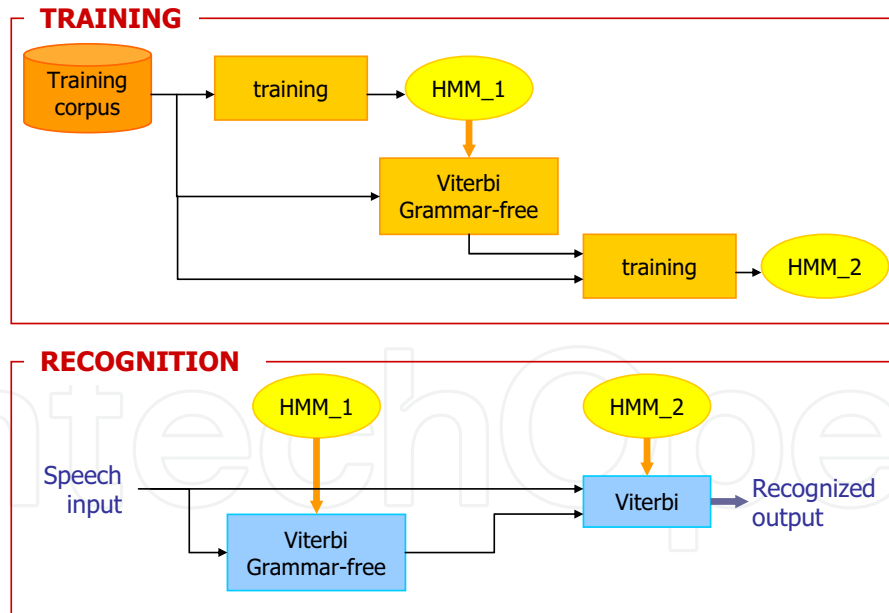 TRAINING
Training
corpus
training
HMM_1
Viterbi
Grammar-free
training
HMM_2
RECOGNITION
HMM_1
HMM_2
Speech
input
Viterbi
Recognized
output
Viterbi
Grammar-free
ntechOpe